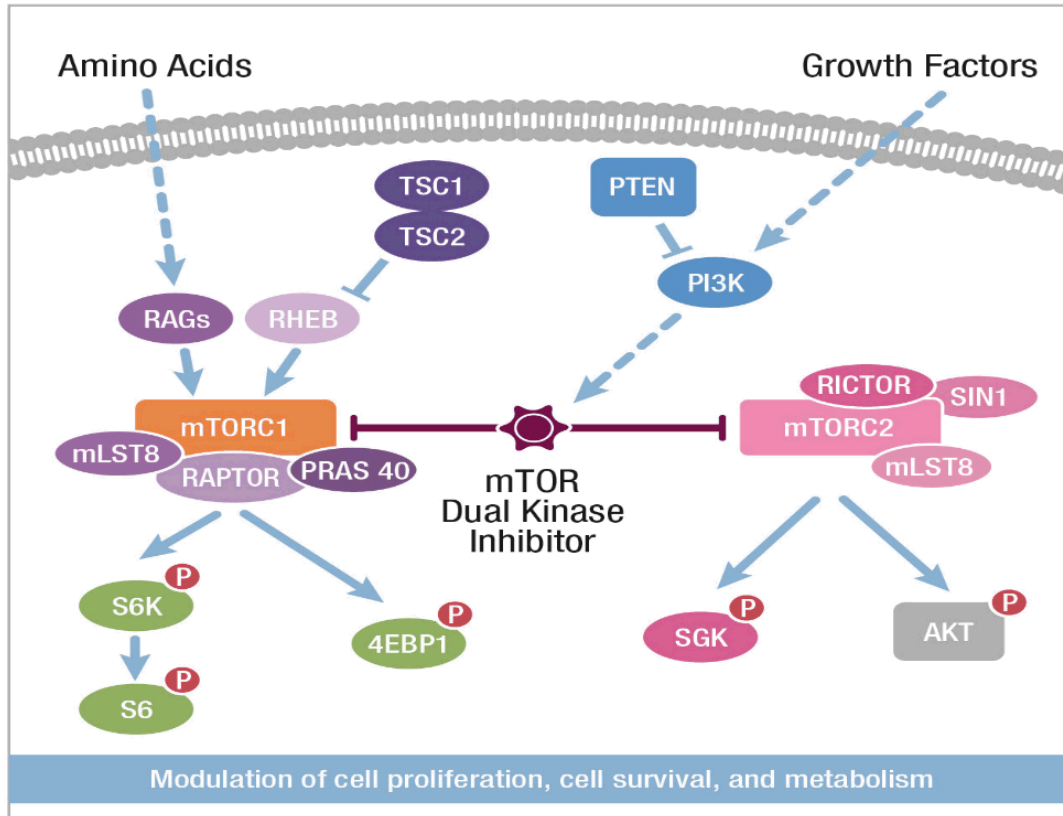 Amino Acids
Growth Factors
TSC1
TSC2
PTEN
PI3K
RAGs
RHEB
mTORC1
mLST8
RAPTOR
PRAS 40
mTOR
Dual Kinase
Inhibitor
RICTOR
SIN1
mTORC2
mLST8
P
S6K
P
S6
P
4EBP1
P
SGK
P
AKT
Modulation of cell proliferation, cell survival, and metabolism